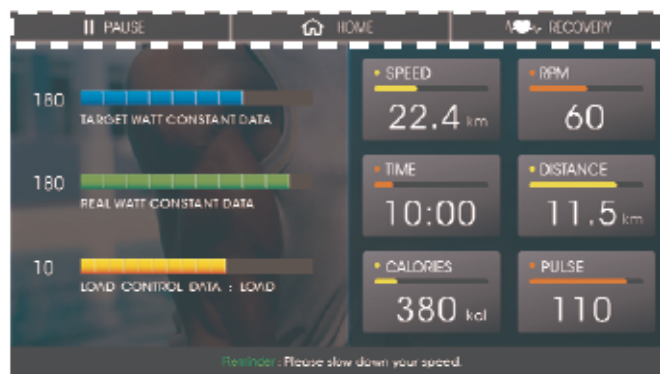 PAUSE
HOME
RECOVERY
180
TARGET WATT CONSTANT DATA
180
REAL WATT CONSTANT DATA
10
LOAD CONTROL DATA : LOAD
SPEED
22.4 km
RPM
60
TIME
10:00
DISTANCE
11.5 km
CALORIES
380 kal
PULSE
110
Reminder : Please slow down your speed.